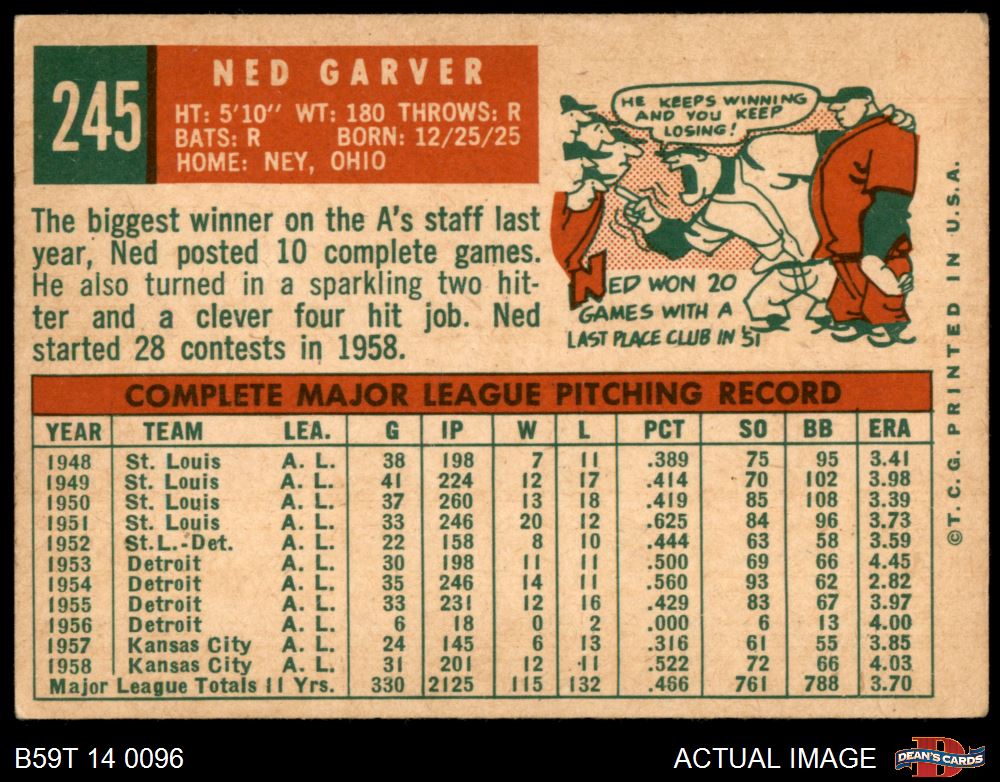 245
NED GARVER
HT: 5'10'' WT: 180 THROWS: R
BATS: R BORN: 12/25/25
HOME: NEY, OHIO
HE KEEPS WINNING
AND YOU KEEP
LOSING!
NED WON 20
GAMES WITH A
LAST PLACE CLUB IN '51
The biggest winner on the A's staff last
year, Ned posted 10 complete games.
He also turned in a sparkling two hit-
ter and a clever four hit job. Ned
started 28 contests in 1958.
COMPLETE MAJOR LEAGUE PITCHING RECORD
YEAR TEAM LEA. G IP W L PCT SO BB ERA
1948 St. Louis A. L. 38 198 7 11 .389 75 95 3.41
1949 St. Louis A. L. 41 224 12 17 .414 70 102 3.98
1950 St. Louis A. L. 37 260 13 18 .419 85 108 3.39
1951 St. Louis A. L. 33 246 20 12 .625 84 96 3.73
1952 St.L.-Det. A. L. 22 158 8 10 .444 63 58 3.59
1953 Detroit A. L. 30 198 11 11 .500 69 66 4.45
1954 Detroit A. L. 35 246 14 11 .560 93 62 2.82
1955 Detroit A. L. 33 231 12 16 .429 83 67 3.97
1956 Detroit A. L. 6 18 0 2 .000 6 13 4.00
1957 Kansas City A. L. 24 145 6 13 .316 61 55 3.85
1958 Kansas City A. L. 31 201 12 11 .522 72 66 4.03
Major League Totals 11 Yrs. 330 2125 115 132 .466 761 788 3.70
©T.C.G. PRINTED IN U.S.A.
B59T 14 0096
ACTUAL IMAGE
D
DEAN'S CARDS